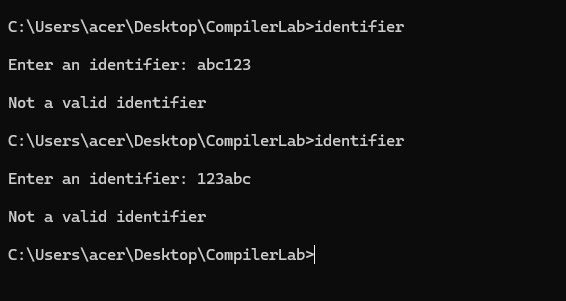 C:\Users\acer\Desktop\CompilerLab>identifier
Enter an identifier: abc123
Not a valid identifier
C:\Users\acer\Desktop\CompilerLab>identifier
Enter an identifier: 123abc
Not a valid identifier
C:\Users\acer\Desktop\CompilerLab>